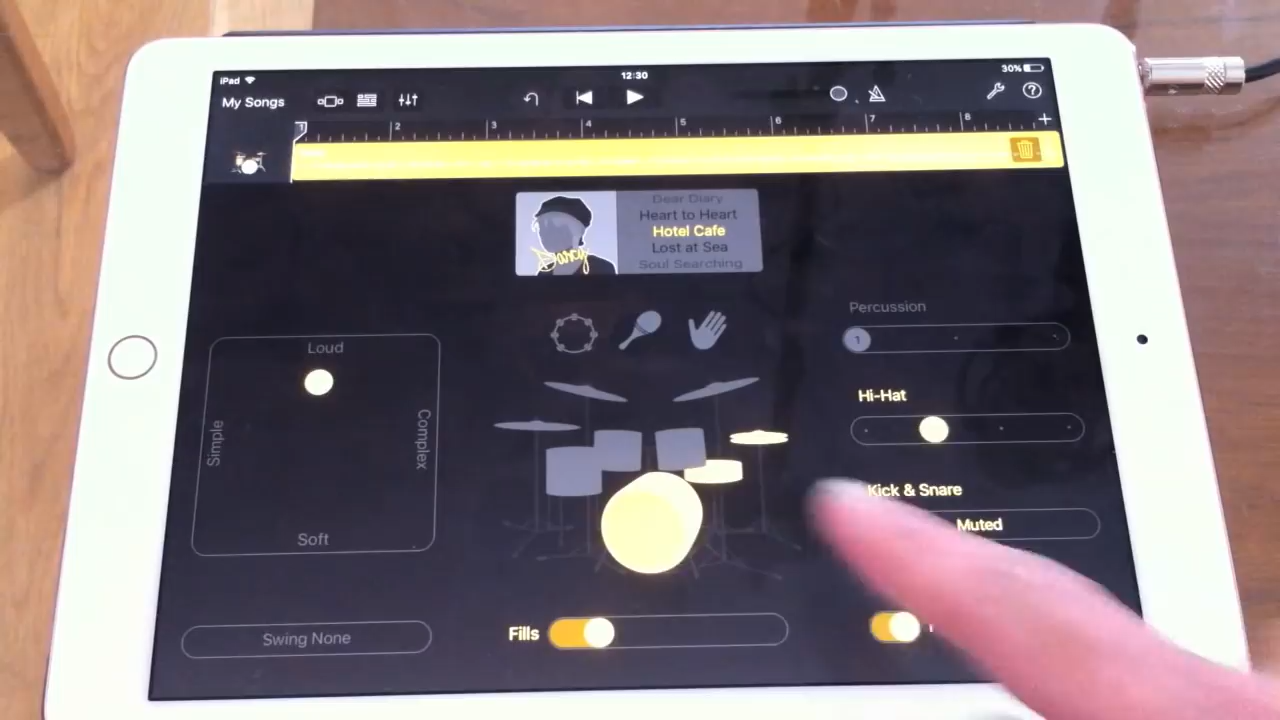 iPad
12:30
30%
My Songs
1 2 3 4 5 6 7 8
Darcy
Dear Diary
Heart to Heart
Hotel Cafe
Lost at Sea
Soul Searching
Percussion
1
Loud
Simple
Complex
Soft
Hi-Hat
Kick & Snare
Muted
Swing None
Fills